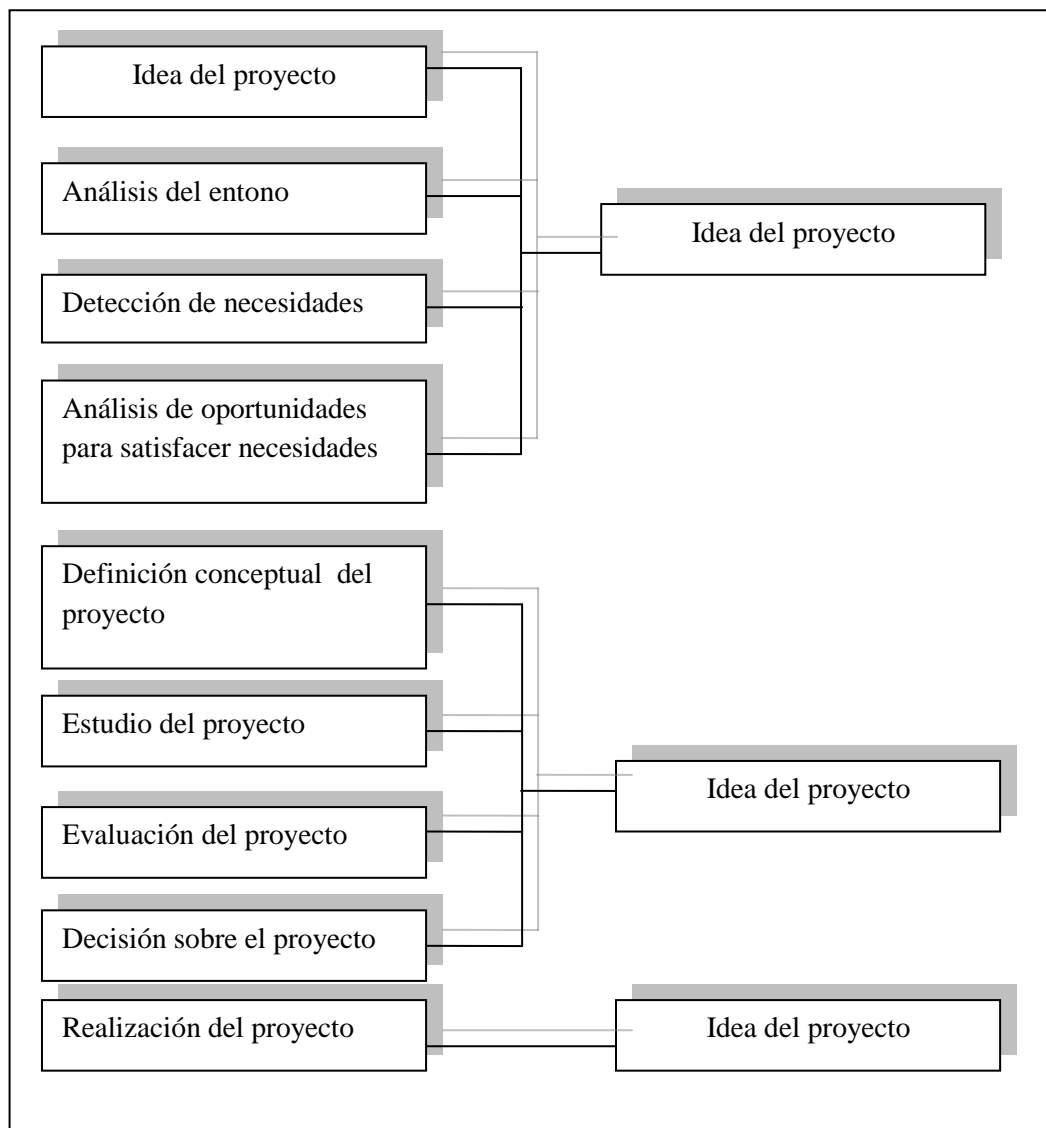 Idea del proyecto
Análisis del entono
Idea del proyecto
Detección de necesidades
Análisis de oportunidades
para satisfacer necesidades
Definición conceptual  del
proyecto
Estudio del proyecto
Idea del proyecto
Evaluación del proyecto
Decisión sobre el proyecto
Realización del proyecto
Idea del proyecto